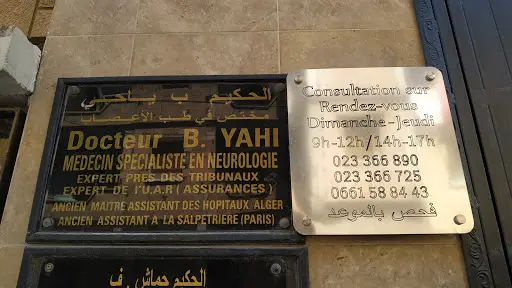 الحكيم ب ياحي
مختص في طب الأعصاب
Docteur B. YAHI
MEDECIN SPECIALISTE EN NEUROLOGIE
EXPERT PRES DES TRIBUNAUX
EXPERT DE l'U.A.R (ASSURANCES)
ANCIEN MAITRE ASSISTANT DES HOPITAUX ALGER
ANCIEN ASSISTANT A LA SALPETRIERE (PARIS)
Consultation sur
Rendez-vous
Dimanche-Jeudi
9h-12h/14h-17h
023 366 890
023 366 725
0661 58 84 43
فحص بالموعد
الحكيم حماش . ف